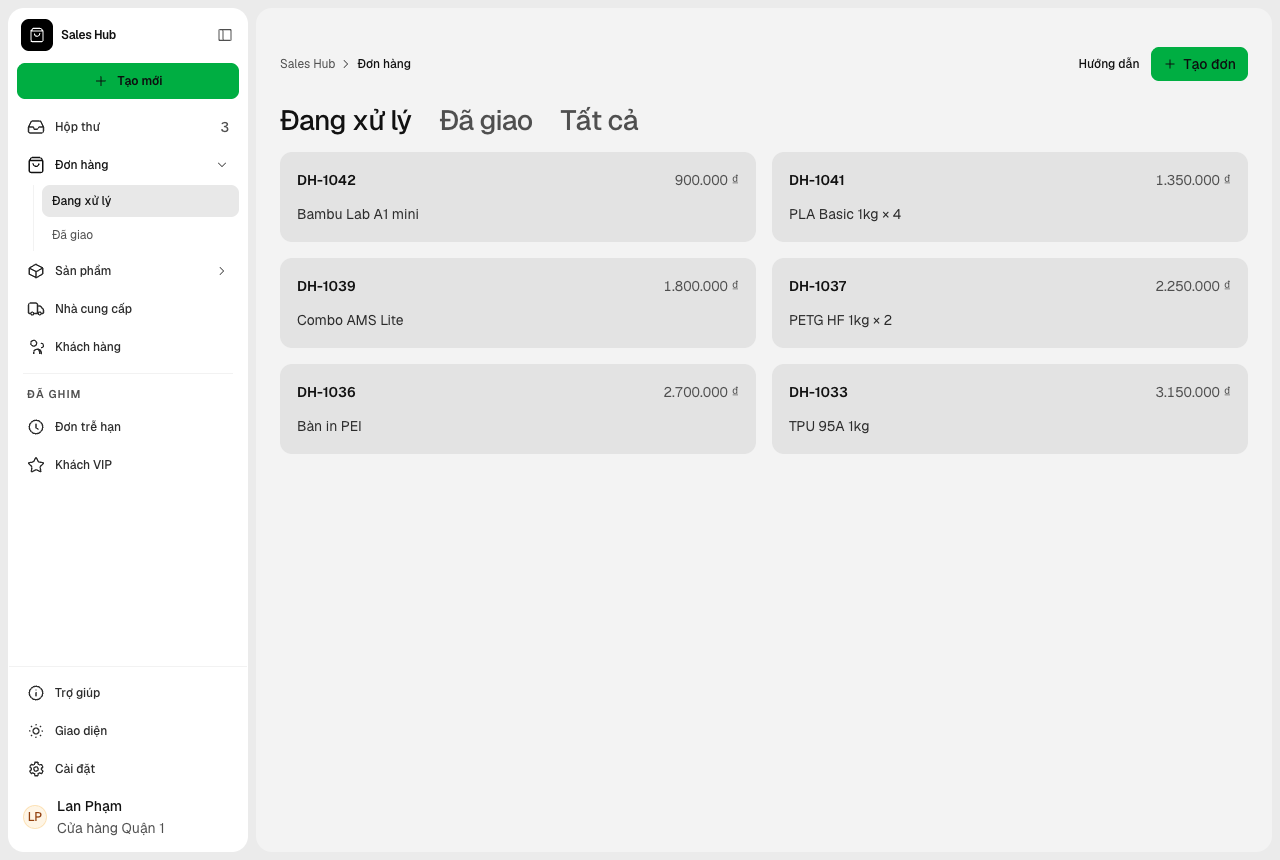 Sales Hub
Tạo mới
Hộp thư 3
Đơn hàng
Đang xử lý
Đã giao
Sản phẩm
Nhà cung cấp
Khách hàng
ĐÃ GHIM
Đơn trễ hạn
Khách VIP
Trợ giúp
Giao diện
Cài đặt
LP
Lan Phạm
Cửa hàng Quận 1
Sales Hub > Đơn hàng
Hướng dẫn
Tạo đơn
Đang xử lý Đã giao Tất cả
DH-1042 900.000 ₫
Bambu Lab A1 mini
DH-1041 1.350.000 ₫
PLA Basic 1kg × 4
DH-1039 1.800.000 ₫
Combo AMS Lite
DH-1037 2.250.000 ₫
PETG HF 1kg × 2
DH-1036 2.700.000 ₫
Bàn in PEI
DH-1033 3.150.000 ₫
TPU 95A 1kg